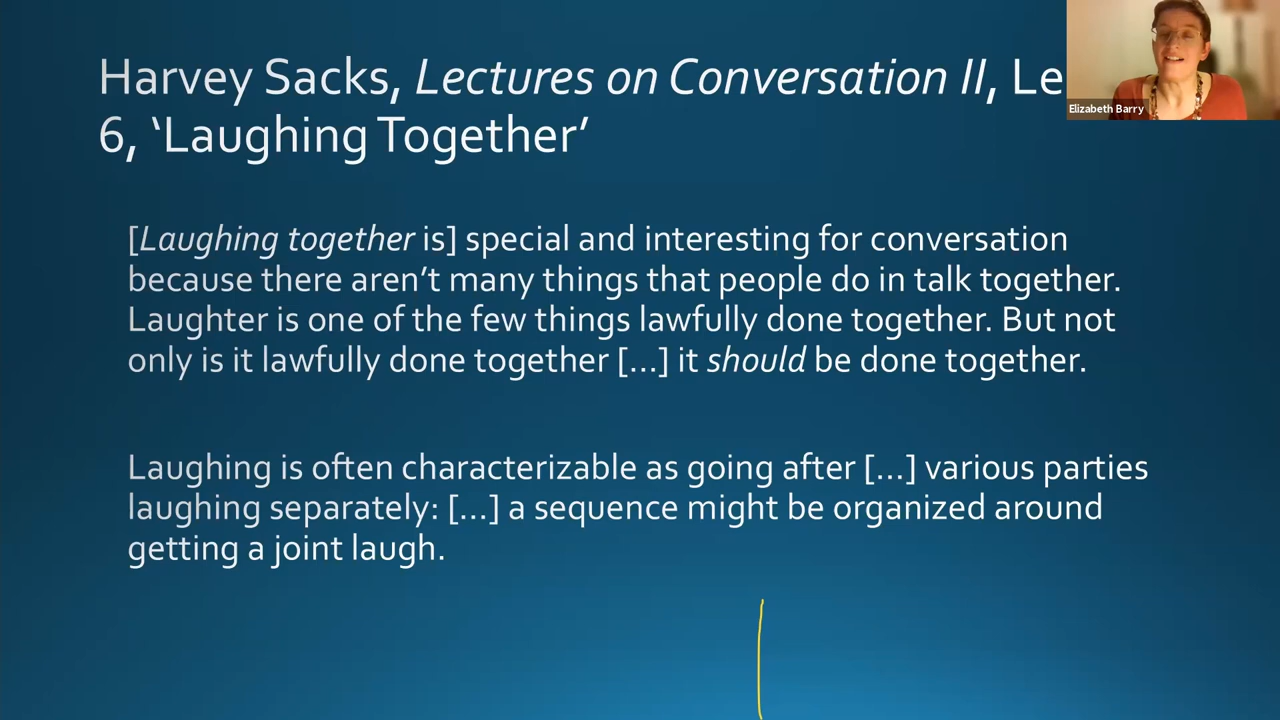 Harvey Sacks, Lectures on Conversation II, Le
6, ‘Laughing Together’
Elizabeth Barry
[Laughing together is] special and interesting for conversation
because there aren’t many things that people do in talk together.
Laughter is one of the few things lawfully done together. But not
only is it lawfully done together [...] it should be done together.
Laughing is often characterizable as going after [...] various parties
laughing separately: [...] a sequence might be organized around
getting a joint laugh.